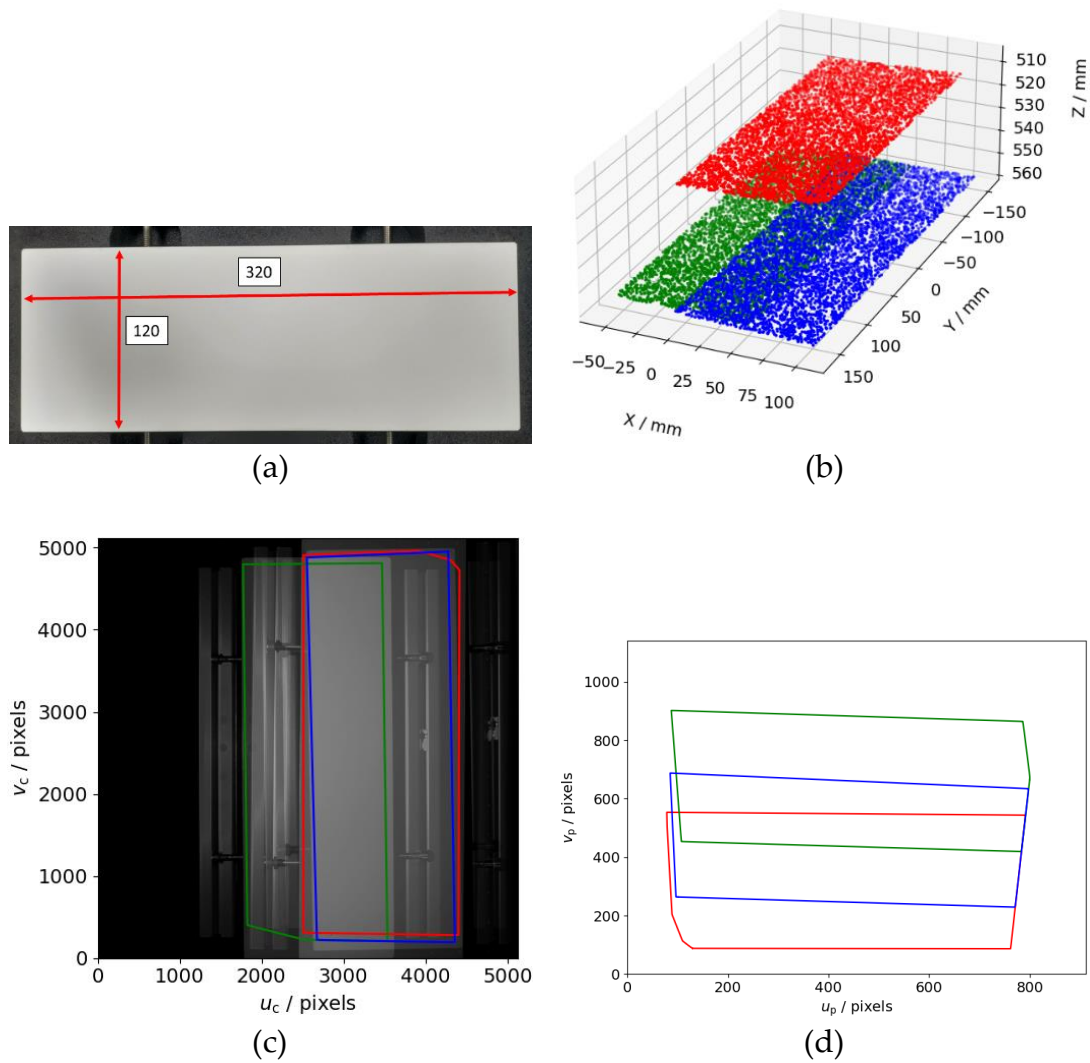 320
120
(a)
510
520
530
540
550
560
Z / mm
−150
−100
−50
0
50
100
150
Y / mm
−50
−25
0
25
50
75
100
X / mm
(b)
5000
4000
3000
2000
1000
0
v_c / pixels
0 1000 2000 3000 4000 5000
u_c / pixels
(c)
1000
800
600
400
200
0
v_p / pixels
0 200 400 600 800
u_p / pixels
(d)